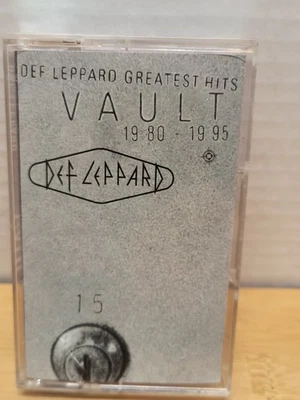 DEF LEPPARD GREATEST HITS
VAULT
1980 - 1995
DEF LEPPARD
15